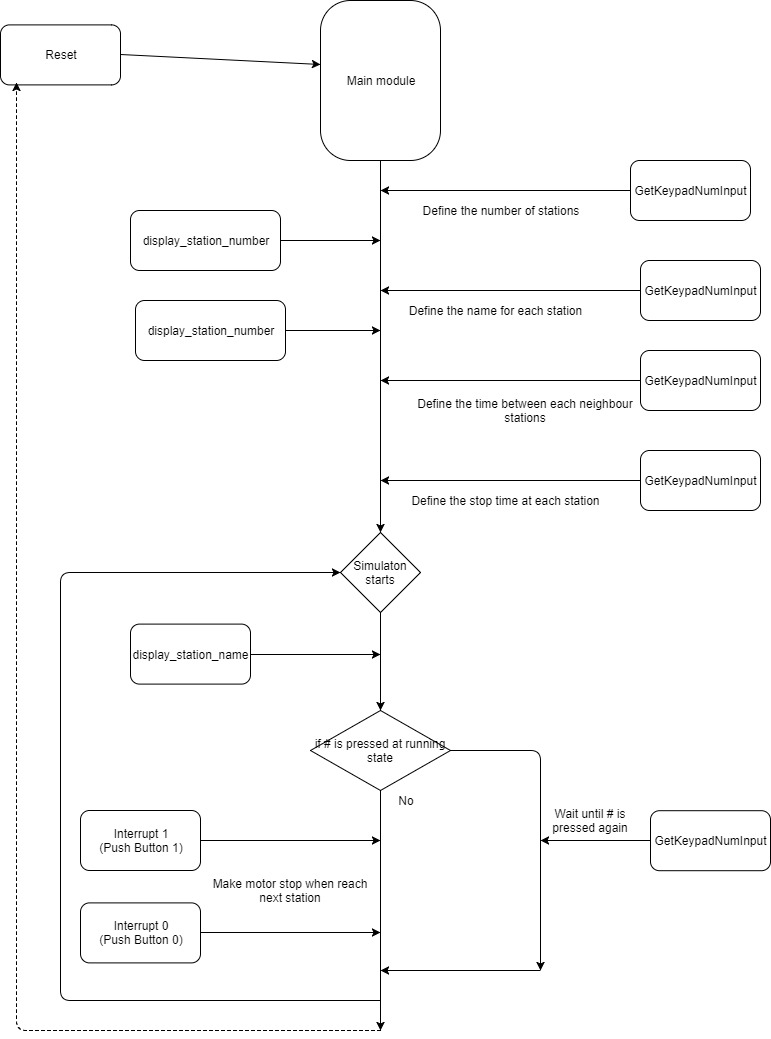 Reset
Main module
GetKeypadNumInput
Define the number of stations
display_station_number
GetKeypadNumInput
Define the name for each station
display_station_number
GetKeypadNumInput
Define the time between each neighbour
stations
GetKeypadNumInput
Define the stop time at each station
Simulaton
starts
display_station_name
if # is pressed at running
state
No
Wait until # is
pressed again
GetKeypadNumInput
Interrupt 1
(Push Button 1)
Make motor stop when reach
next station
Interrupt 0
(Push Button 0)